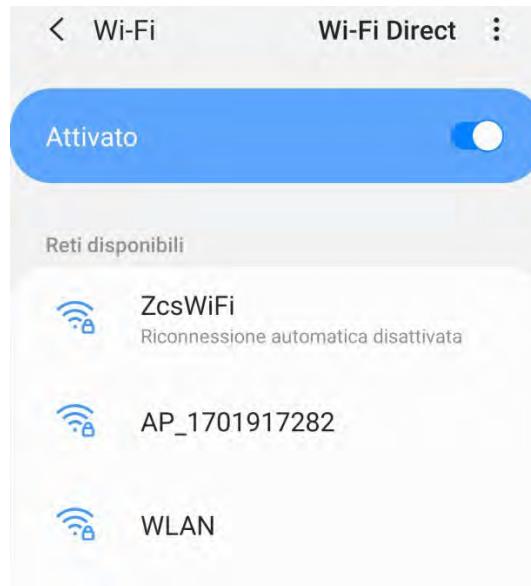 Wi-Fi Wi-Fi Direct
Attivato
Reti disponibili
ZcsWiFi
Riconnessione automatica disattivata
AP_1701917282
WLAN